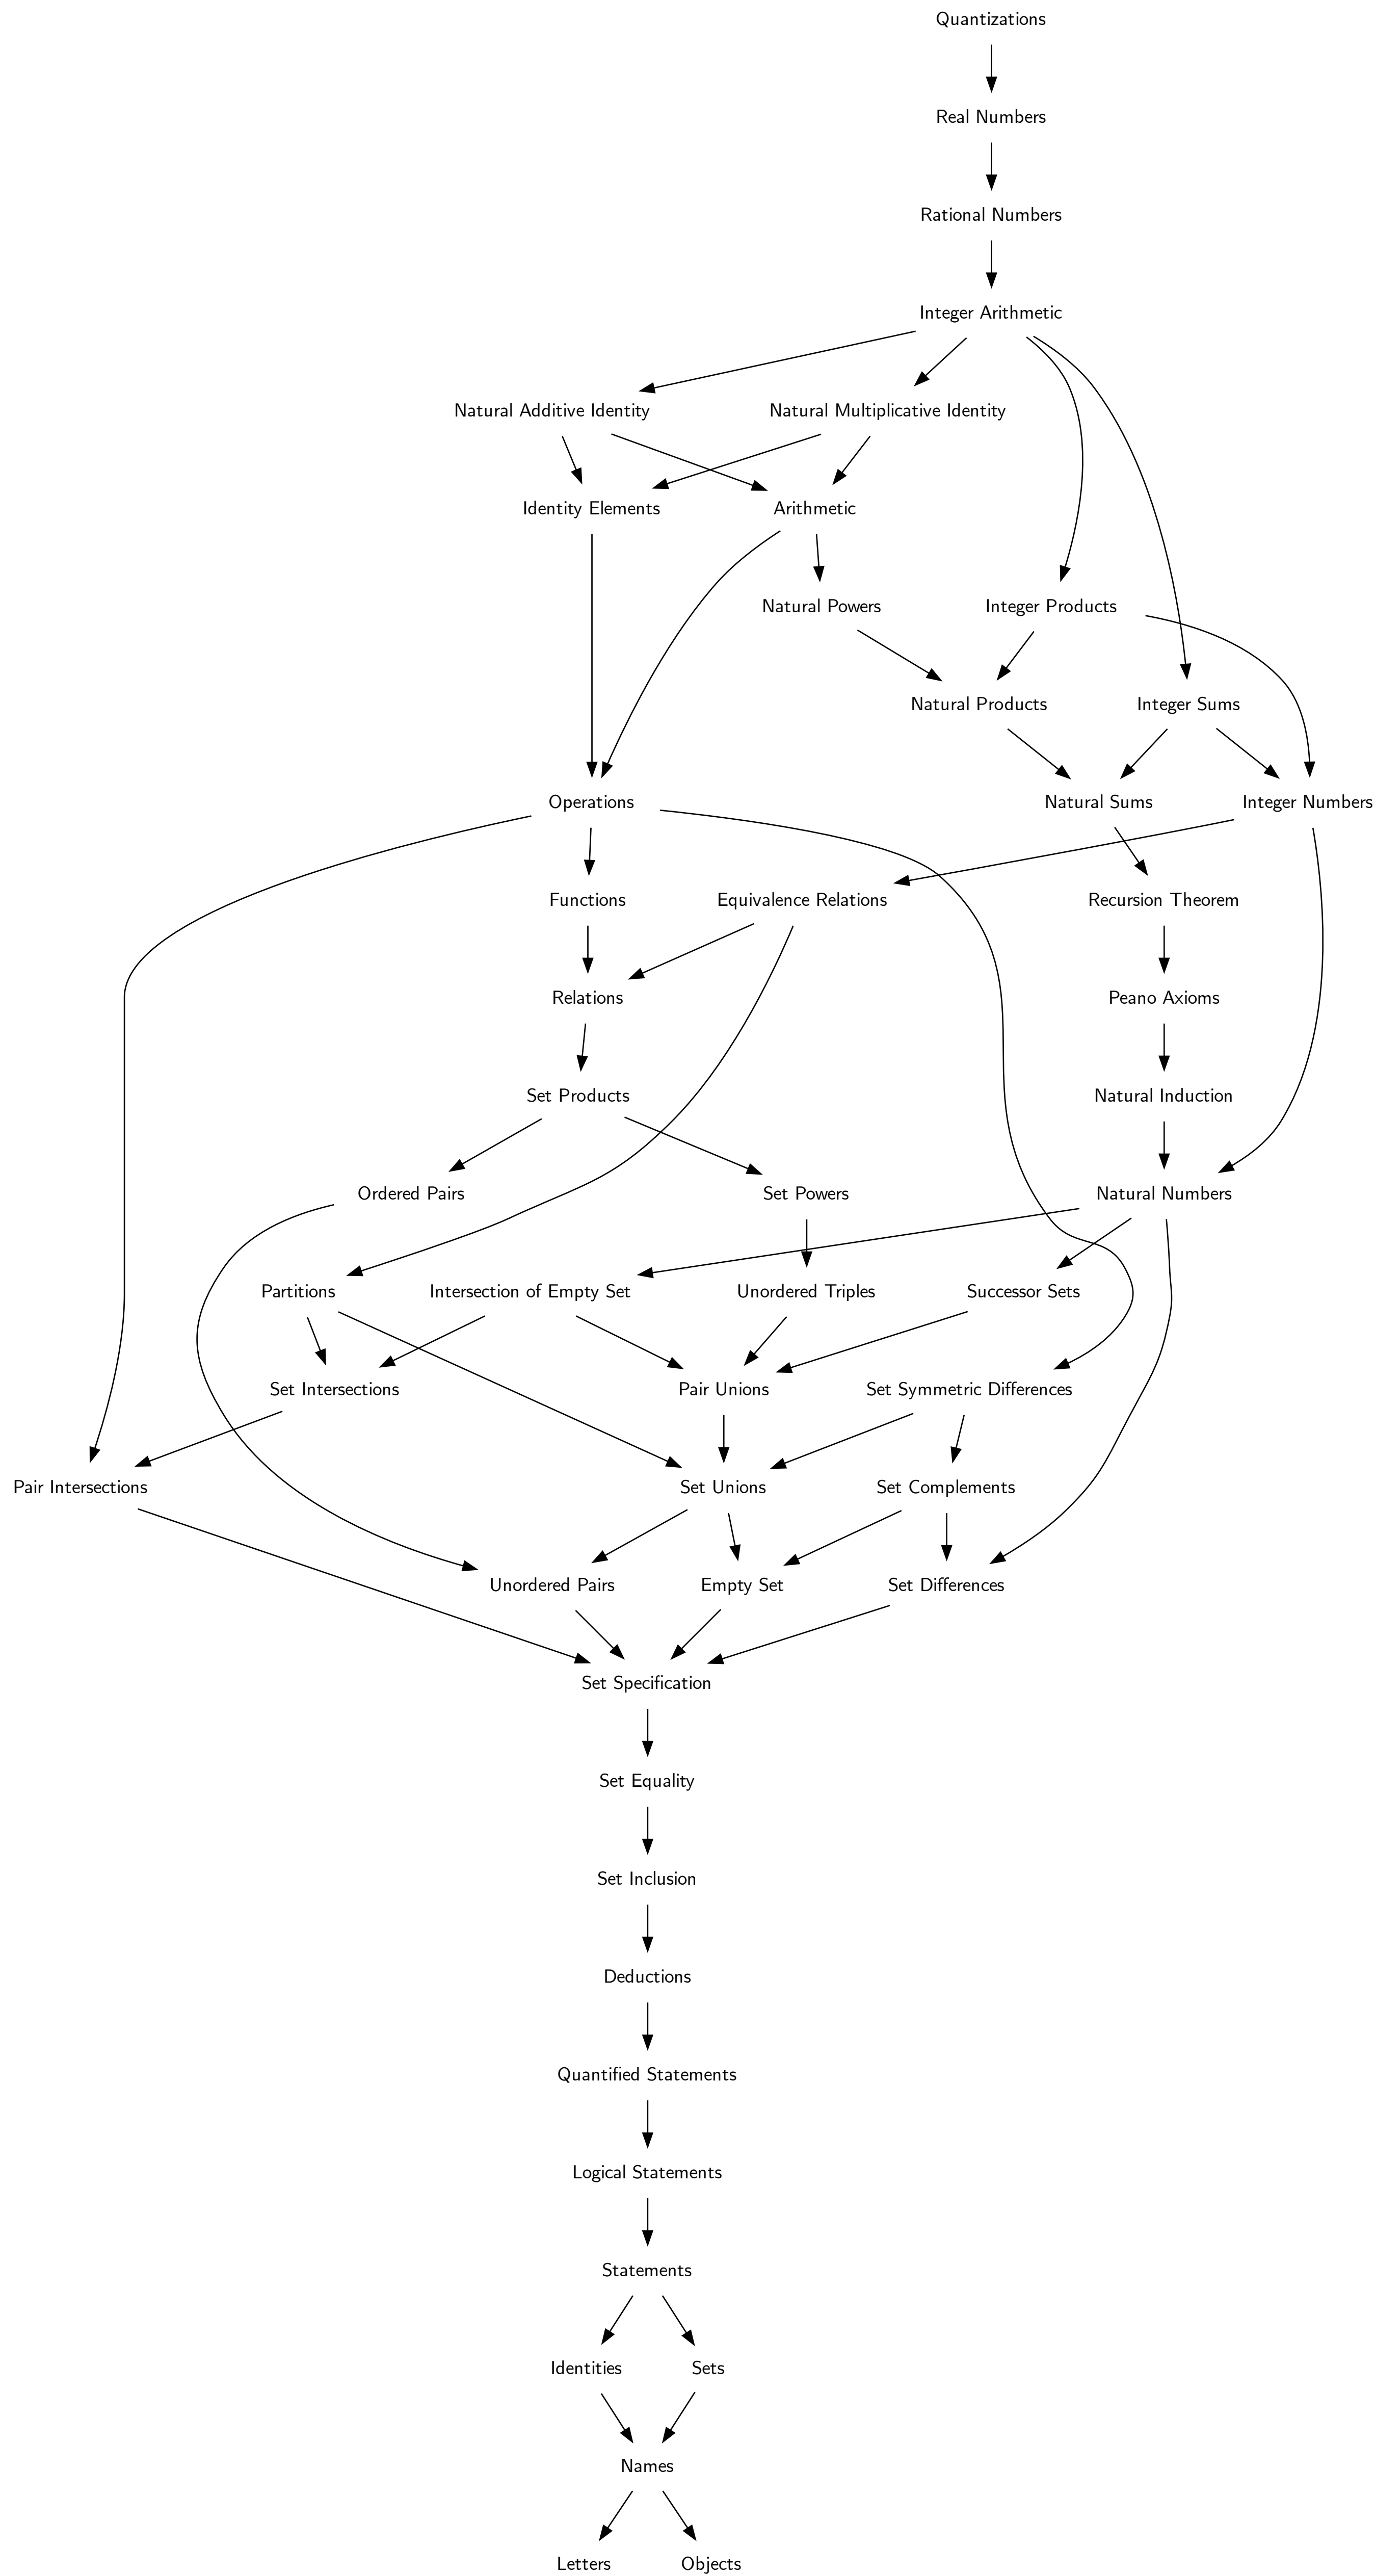 Quantizations
Real Numbers
Rational Numbers
Integer Arithmetic
Natural Additive Identity
Natural Multiplicative Identity
Identity Elements
Arithmetic
Natural Powers
Integer Products
Natural Products
Integer Sums
Operations
Natural Sums
Integer Numbers
Functions
Equivalence Relations
Recursion Theorem
Relations
Peano Axioms
Set Products
Natural Induction
Ordered Pairs
Set Powers
Natural Numbers
Partitions
Intersection of Empty Set
Unordered Triples
Successor Sets
Set Intersections
Pair Unions
Set Symmetric Differences
Pair Intersections
Set Unions
Set Complements
Unordered Pairs
Empty Set
Set Differences
Set Specification
Set Equality
Set Inclusion
Deductions
Quantified Statements
Logical Statements
Statements
Identities
Sets
Names
Letters
Objects